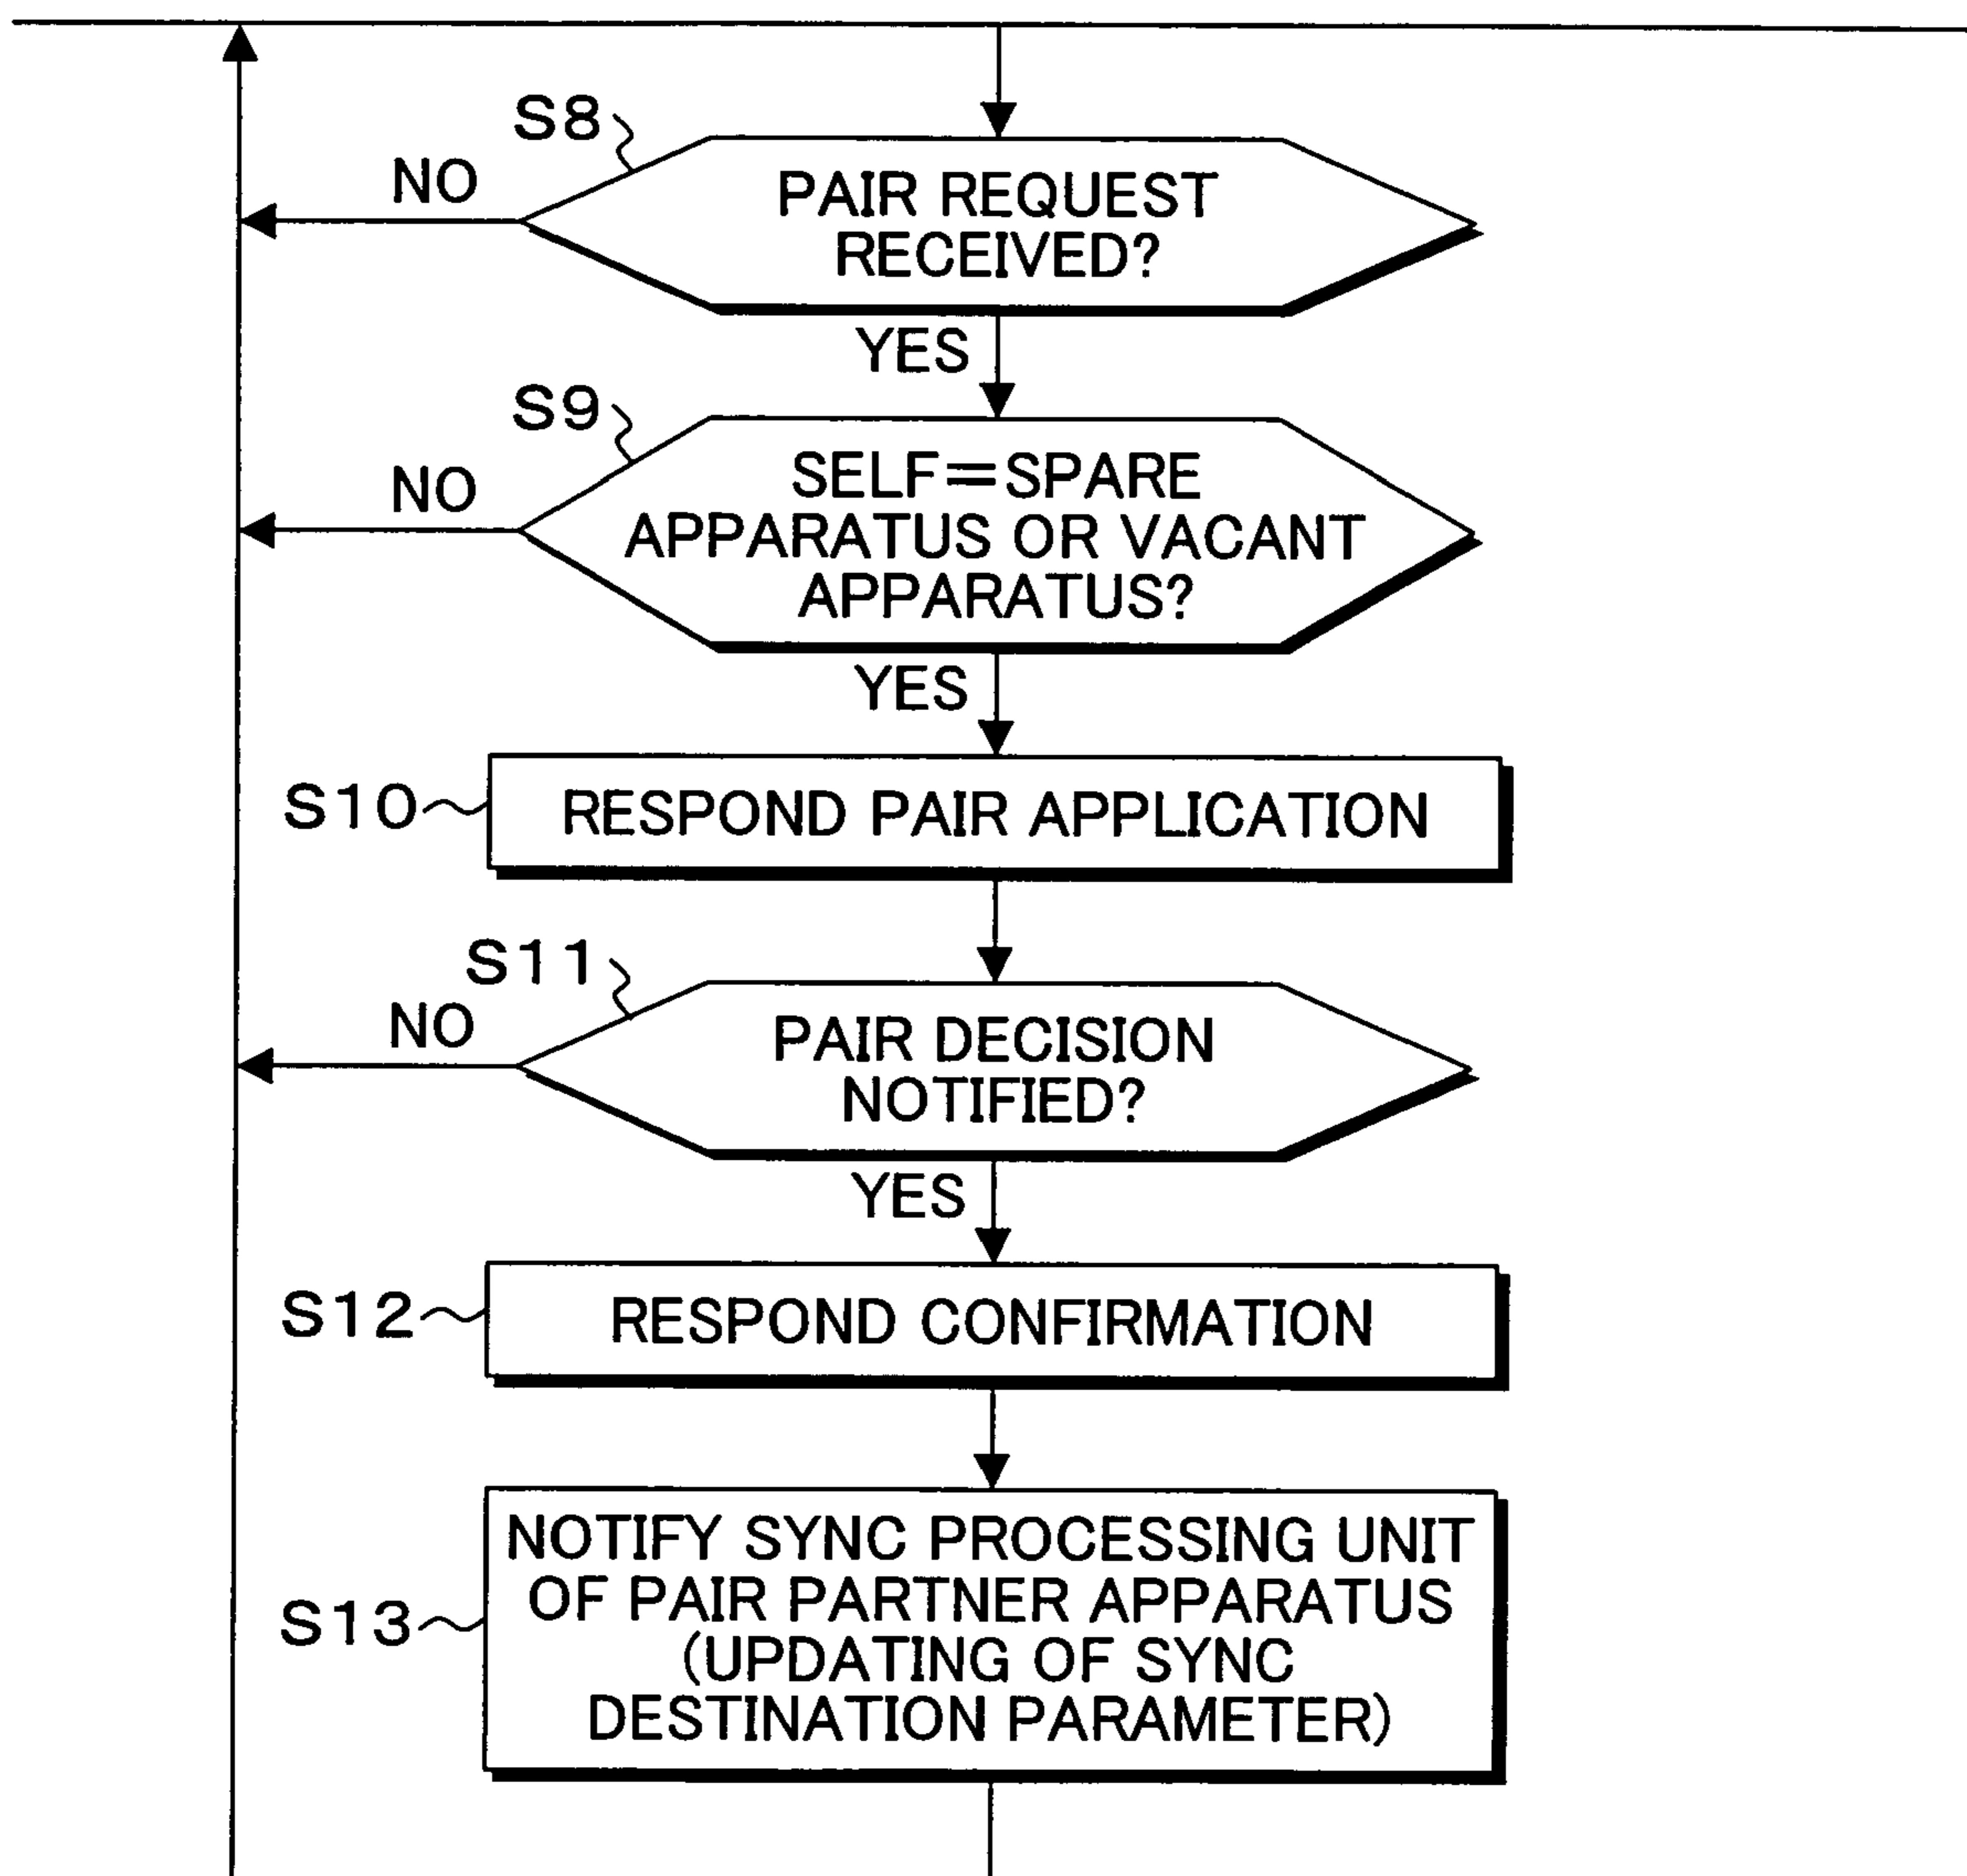 S8
NO
PAIR REQUEST
RECEIVED?
YES
S9
NO
SELF=SPARE
APPARATUS OR VACANT
APPARATUS?
YES
S10
RESPOND PAIR APPLICATION
S11
NO
PAIR DECISION
NOTIFIED?
YES
S12
RESPOND CONFIRMATION
S13
NOTIFY SYNC PROCESSING UNIT
OF PAIR PARTNER APPARATUS
(UPDATING OF SYNC
DESTINATION PARAMETER)